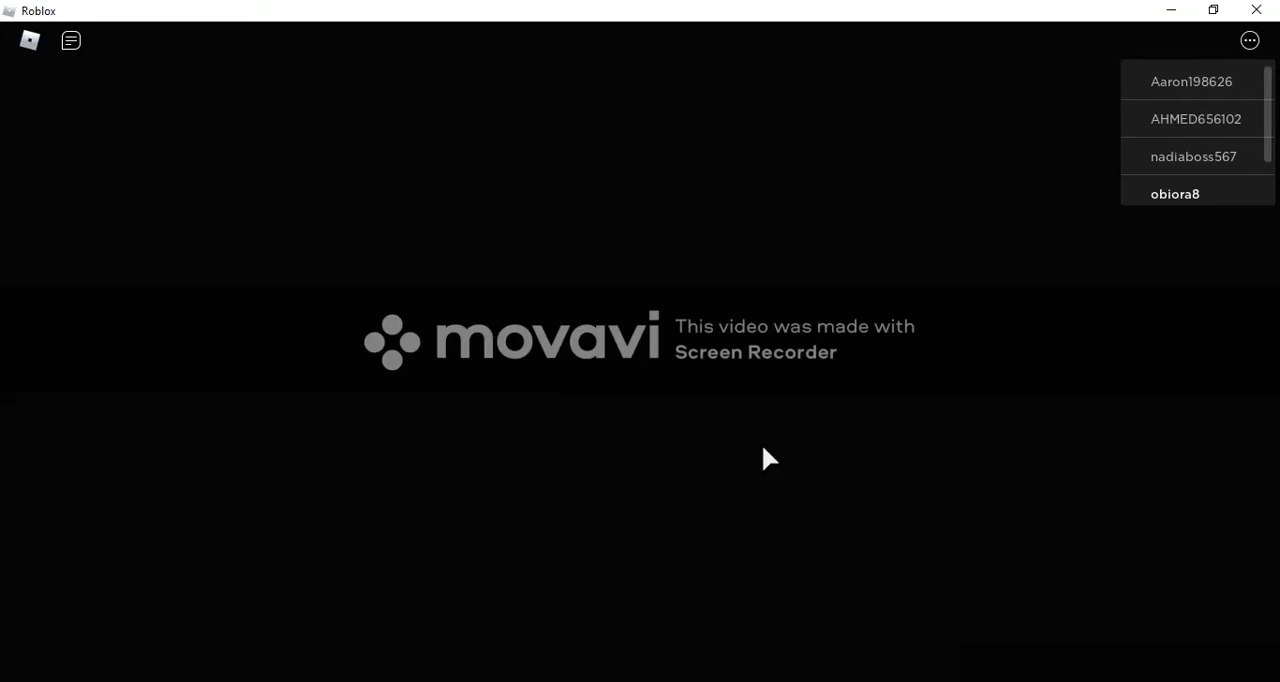 Roblox
Aaron198626
AHMED656102
nadiaboss567
obiora8
movavi
This video was made with
Screen Recorder